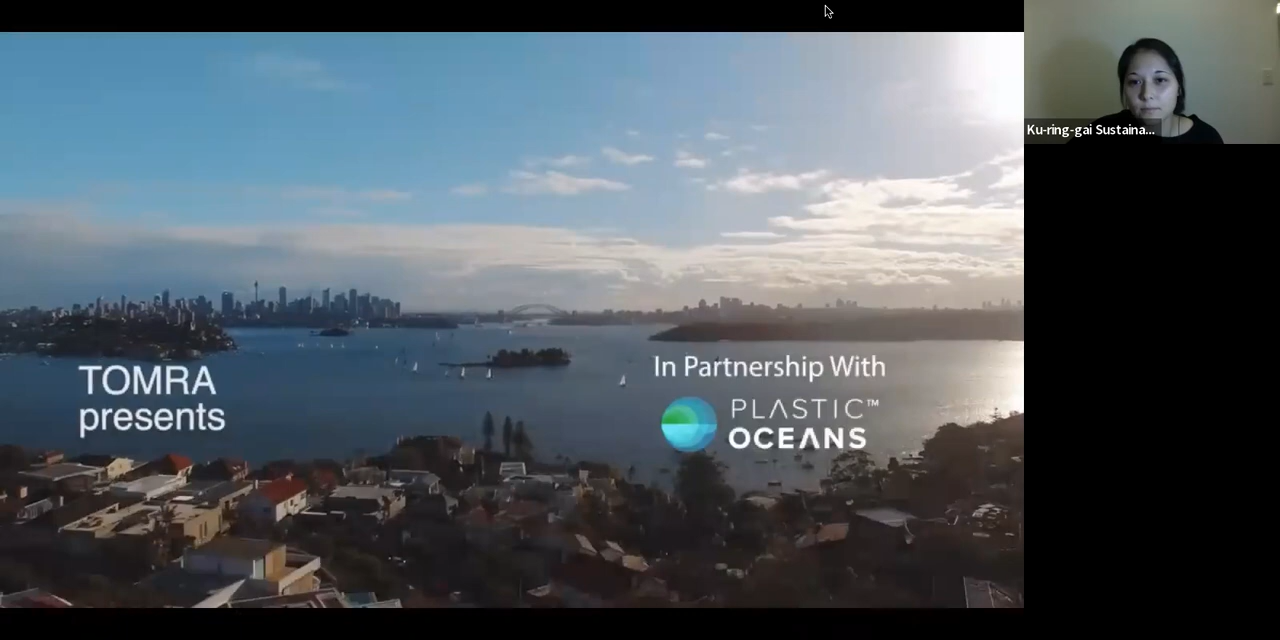 TOMRA
presents
In Partnership With
PLASTIC™
OCEANS
Ku-ring-gai Sustaina...